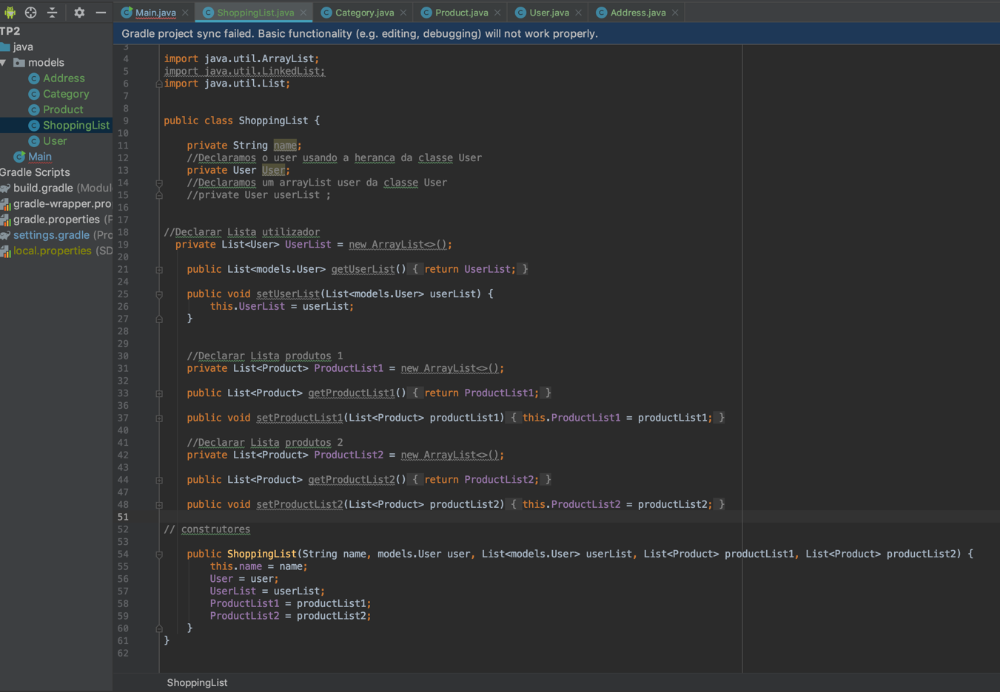 Main.java
ShoppingList.java
Category.java
Product.java
User.java
Address.java
TP2
Gradle project sync failed. Basic functionality (e.g. editing, debugging) will not work properly.
java
models
Address
Category
Product
ShoppingList
User
Main
Gradle Scripts
build.gradle (Modul
gradle-wrapper.pro
gradle.properties (P
settings.gradle (Pro
local.properties (SD
3
4 import java.util.ArrayList;
5 import java.util.LinkedList;
6 import java.util.List;
7
8
9 public class ShoppingList {
10
11 private String name;
12 //Declaramos o user usando a heranca da classe User
13 private User User;
14 //Declaramos um arrayList user da classe User
15 //private User userList ;
16
17
18 //Declarar Lista utilizador
19 private List<User> UserList = new ArrayList<>();
20
21 public List<models.User> getUserList() { return UserList; }
24
25 public void setUserList(List<models.User> userList) {
26 this.UserList = userList;
27 }
28
29
30 //Declarar Lista produtos 1
31 private List<Product> ProductList1 = new ArrayList<>();
32
33 public List<Product> getProductList1() { return ProductList1; }
36
37 public void setProductList1(List<Product> productList1) { this.ProductList1 = productList1; }
40
41 //Declarar Lista produtos 2
42 private List<Product> ProductList2 = new ArrayList<>();
43
44 public List<Product> getProductList2() { return ProductList2; }
47
48 public void setProductList2(List<Product> productList2) { this.ProductList2 = productList2; }
51
52 // construtores
53
54 public ShoppingList(String name, models.User user, List<models.User> userList, List<Product> productList1, List<Product> productList2) {
55 this.name = name;
56 User = user;
57 UserList = userList;
58 ProductList1 = productList1;
59 ProductList2 = productList2;
60 }
61 }
62
ShoppingList